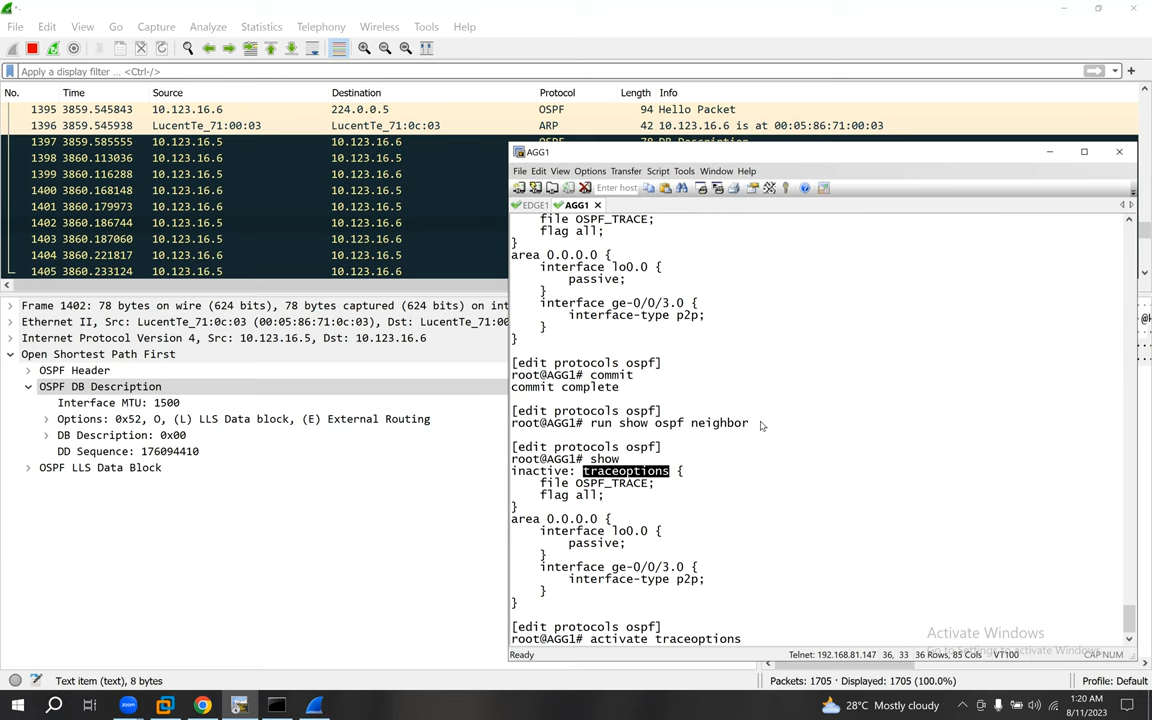 File Edit View Go Capture Analyze Statistics Telephony Wireless Tools Help
Apply a display filter ... <Ctrl-/>
No. Time Source Destination Protocol Length Info
1395 3859.545843 10.123.16.6 224.0.0.5 OSPF 94 Hello Packet
1396 3859.545938 LucentTe_71:00:03 LucentTe_71:0c:03 ARP 42 10.123.16.6 is at 00:05:86:71:00:03
1397 3859.585555 10.123.16.5 10.123.16.6
1398 3860.113036 10.123.16.6 10.123.16.5
1399 3860.116288 10.123.16.5 10.123.16.6
1400 3860.168148 10.123.16.6 10.123.16.5
1401 3860.179973 10.123.16.6 10.123.16.5
1402 3860.186744 10.123.16.5 10.123.16.6
1403 3860.187060 10.123.16.6 10.123.16.5
1404 3860.221817 10.123.16.6 10.123.16.5
1405 3860.233124 10.123.16.5 10.123.16.6
Frame 1402: 78 bytes on wire (624 bits), 78 bytes captured (624 bits) on int
Ethernet II, Src: LucentTe_71:0c:03 (00:05:86:71:0c:03), Dst: LucentTe_71:00
Internet Protocol Version 4, Src: 10.123.16.5, Dst: 10.123.16.6
Open Shortest Path First
OSPF Header
OSPF DB Description
Interface MTU: 1500
Options: 0x52, O, (L) LLS Data block, (E) External Routing
DB Description: 0x00
DD Sequence: 176094410
OSPF LLS Data Block
AGG1
File Edit View Options Transfer Script Tools Window Help
Enter host
EDGE1 AGG1
file OSPF_TRACE;
flag all;
}
area 0.0.0.0 {
interface lo0.0 {
passive;
}
interface ge-0/0/3.0 {
interface-type p2p;
}
}
[edit protocols ospf]
root@AGG1# commit
commit complete
[edit protocols ospf]
root@AGG1# run show ospf neighbor
[edit protocols ospf]
root@AGG1# show
inactive: traceoptions {
file OSPF_TRACE;
flag all;
}
area 0.0.0.0 {
interface lo0.0 {
passive;
}
interface ge-0/0/3.0 {
interface-type p2p;
}
}
[edit protocols ospf]
root@AGG1# activate traceoptions
Activate Windows
Go to Settings to activate Windows.
Ready Telnet: 192.168.81.147 36, 33 36 Rows, 85 Cols VT100 CAP NUM
Text item (text), 8 bytes Packets: 1705 · Displayed: 1705 (100.0%) Profile: Default
zoom
28°C Mostly cloudy
1:20 AM
8/11/2023